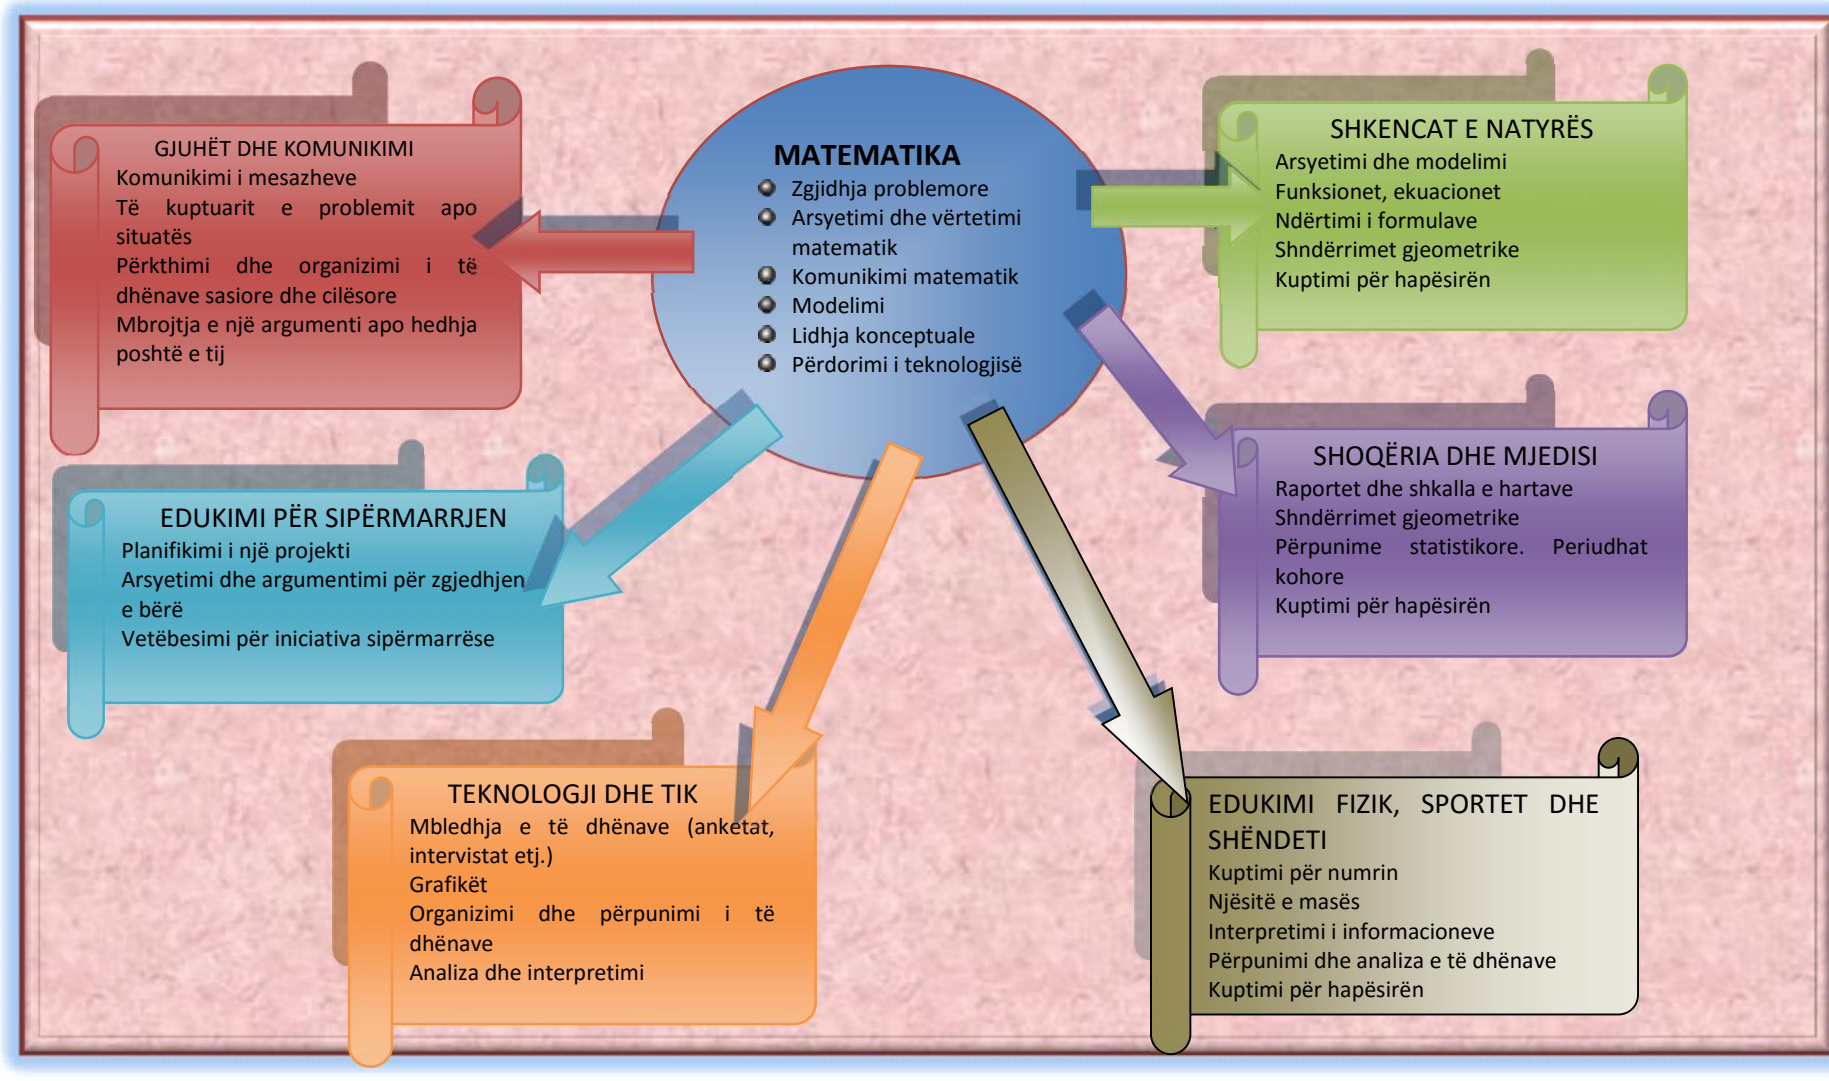 MATEMATIKA
Zgjidhja problemore
Arsyetimi dhe vërtetimi
matematik
Komunikimi matematik
Modelimi
Lidhja konceptuale
Përdorimi i teknologjisë
GJUHËT DHE KOMUNIKIMI
Komunikimi i mesazheve
Të kuptuarit e problemit apo
situatës
Përkthimi dhe organizimi i të
dhënave sasiore dhe cilësore
Mbrojtja e një argumenti apo hedhja
poshtë e tij
SHKENCAT E NATYRËS
Arsyetimi dhe modelimi
Funksionet, ekuacionet
Ndërtimi i formulave
Shndërrimet gjeometrike
Kuptimi për hapësirën
EDUKIMI PËR SIPËRMARRJEN
Planifikimi i një projekti
Arsyetimi dhe argumentimi për zgjedhjen
e bërë
Vetëbesimi për iniciativa sipërmarrëse
SHOQËRIA DHE MJEDISI
Raportet dhe shkalla e hartave
Shndërrimet gjeometrike
Përpunime statistikore. Periudhat
kohore
Kuptimi për hapësirën
TEKNOLOGJI DHE TIK
Mbledhja e të dhënave (anketat,
intervistat etj.)
Grafikët
Organizimi dhe përpunimi i të
dhënave
Analiza dhe interpretimi
EDUKIMI FIZIK, SPORTET DHE
SHËNDETI
Kuptimi për numrin
Njësitë e masës
Interpretimi i informacioneve
Përpunimi dhe analiza e të dhënave
Kuptimi për hapësirën